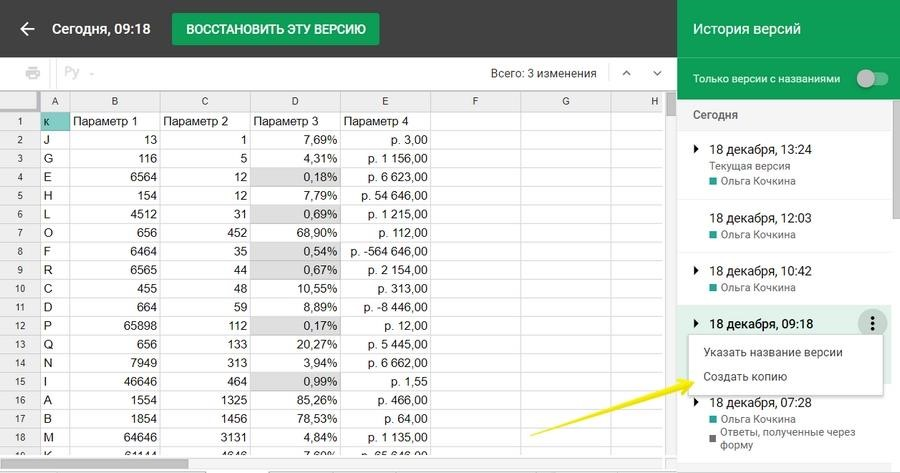 Сегодня, 09:18 ВОССТАНОВИТЬ ЭТУ ВЕРСИЮ
Ру
Всего: 3 изменения
A B C D E F G H
1 к Параметр 1 Параметр 2 Параметр 3 Параметр 4
2 J 13 1 7,69% р. 3,00
3 G 116 5 4,31% р. 1 156,00
4 E 6564 12 0,18% р. 6 623,00
5 H 154 12 7,79% р. 54 646,00
6 L 4512 31 0,69% р. 1 215,00
7 O 656 452 68,90% р. 112,00
8 F 6464 35 0,54% р. -564 646,00
9 R 6565 44 0,67% р. 2 154,00
10 C 455 48 10,55% р. 313,00
11 D 664 59 8,89% р. -8 446,00
12 P 65898 112 0,17% р. 12,00
13 Q 656 133 20,27% р. 5 445,00
14 N 7949 313 3,94% р. 6 662,00
15 I 46646 464 0,99% р. 1,55
16 A 1554 1325 85,26% р. 466,00
17 B 1854 1456 78,53% р. 64,00
18 M 64646 3131 4,84% р. 1 135,00
История версий
Только версии с названиями
Сегодня
18 декабря, 13:24
Текущая версия
Ольга Кочкина
18 декабря, 12:03
Ольга Кочкина
18 декабря, 10:42
Ольга Кочкина
18 декабря, 09:18
Указать название версии
Создать копию
18 декабря, 07:28
Ольга Кочкина
Ответы, полученные через
форму